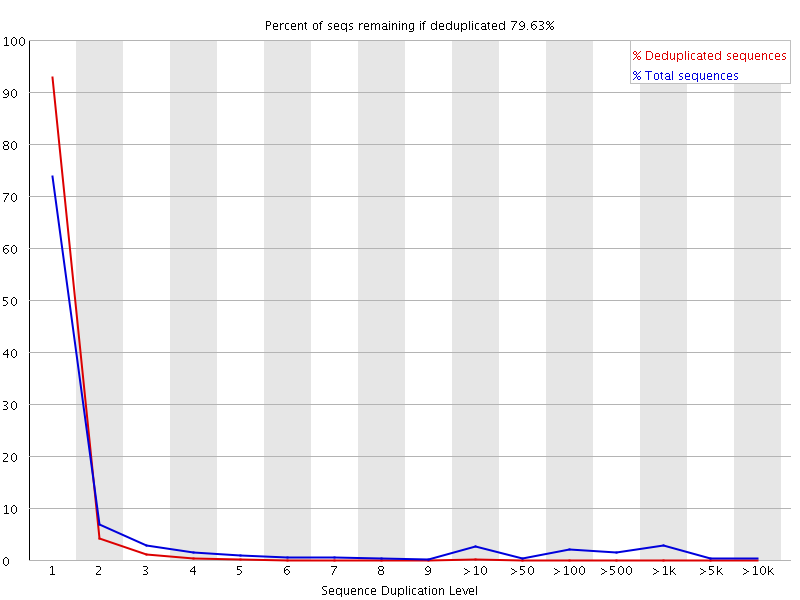 Percent of seqs remaining if deduplicated 79.63%
% Deduplicated sequences
% Total sequences
100
90
80
70
60
50
40
30
20
10
0
1 2 3 4 5 6 7 8 9 >10 >50 >100 >500 >1k >5k >10k
Sequence Duplication Level